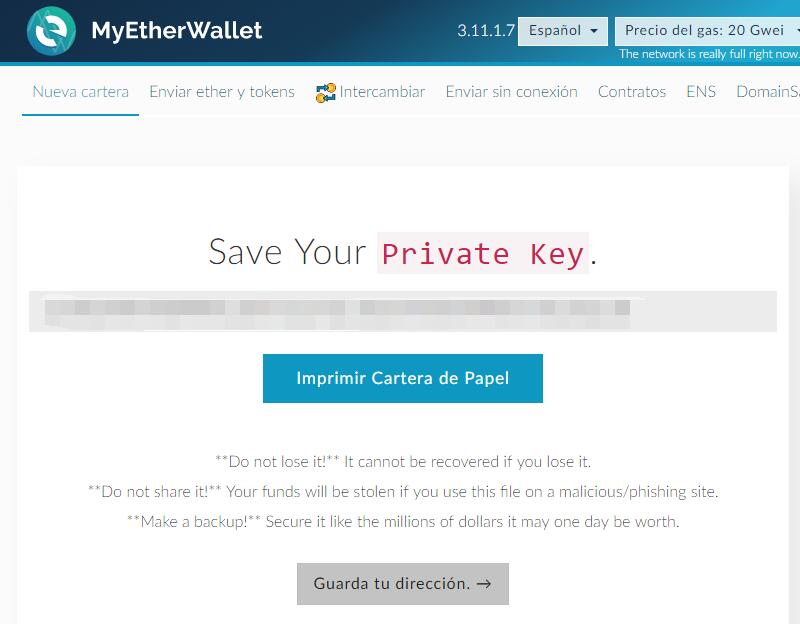 MyEtherWallet
3.11.1.7 Español Precio del gas: 20 Gwei
The network is really full right now.
Nueva cartera Enviar ether y tokens Intercambiar Enviar sin conexión Contratos ENS
Save Your Private Key.
Imprimir Cartera de Papel
**Do not lose it!** It cannot be recovered if you lose it.
**Do not share it!** Your funds will be stolen if you use this file on a malicious/phishing site.
**Make a backup!** Secure it like the millions of dollars it may one day be worth.
Guarda tu dirección. →